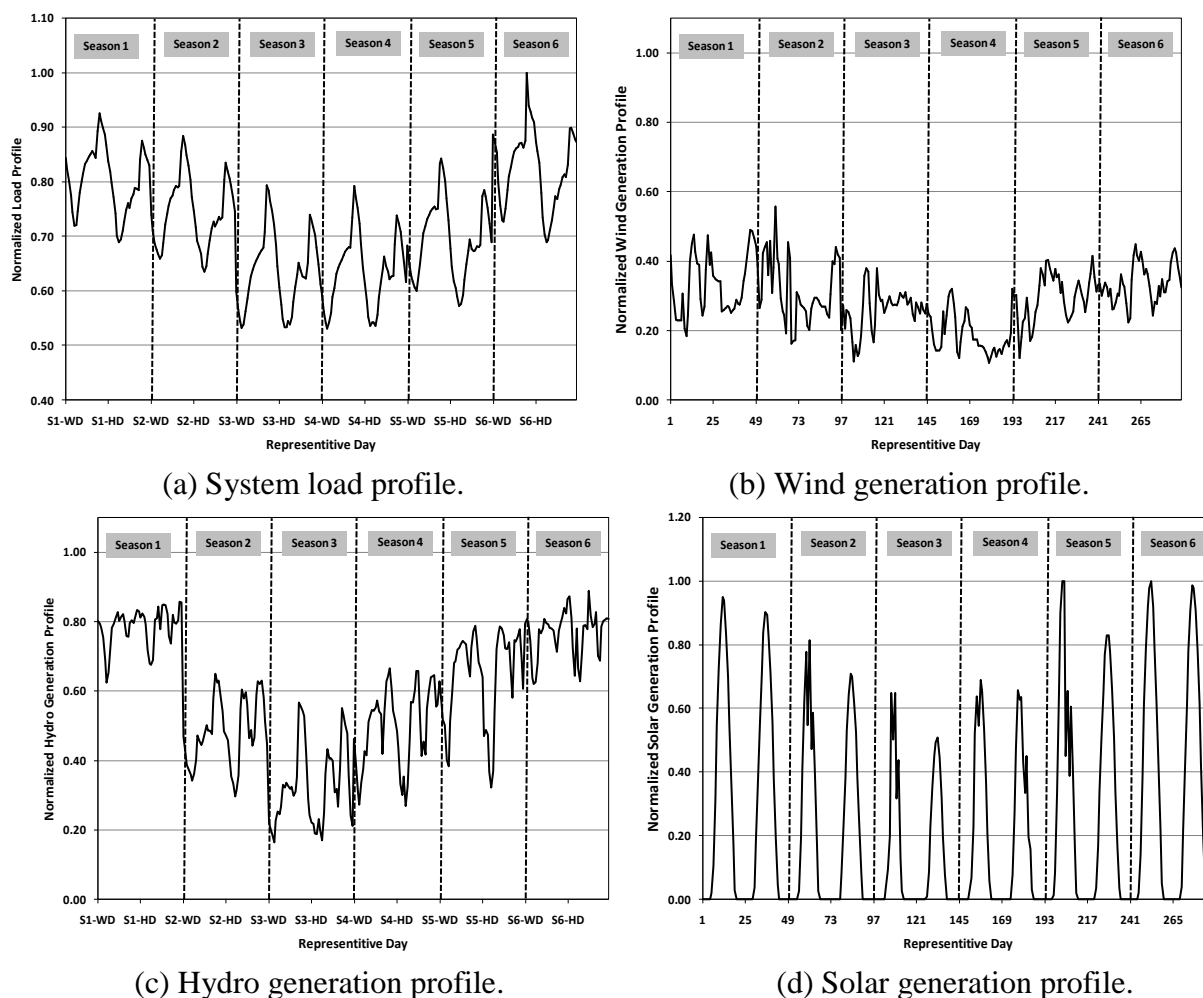 1.10
1.00
0.90
0.80
0.70
0.60
0.50
0.40
Normalized Load Profile
Season 1 Season 2 Season 3 Season 4 Season 5 Season 6
S1-WD S1-HD S2-WD S2-HD S3-WD S3-HD S4-WD S4-HD S5-WD S5-HD S6-WD S6-HD
Representitive Day
(a) System load profile.
1.00
0.80
0.60
0.40
0.20
0.00
Normalized Wind Generation Profile
Season 1 Season 2 Season 3 Season 4 Season 5 Season 6
1 25 49 73 97 121 145 169 193 217 241 265
Representitive Day
(b) Wind generation profile.
1.00
0.80
0.60
0.40
0.20
0.00
Normalized Hydro Generation Profile
Season 1 Season 2 Season 3 Season 4 Season 5 Season 6
S1-WD S1-HD S2-WD S2-HD S3-WD S3-HD S4-WD S4-HD S5-WD S5-HD S6-WD S6-HD
Representitive Day
(c) Hydro generation profile.
1.20
1.00
0.80
0.60
0.40
0.20
0.00
Normalized Solar Generation Profile
Season 1 Season 2 Season 3 Season 4 Season 5 Season 6
1 25 49 73 97 121 145 169 193 217 241 265
Representitive Day
(d) Solar generation profile.